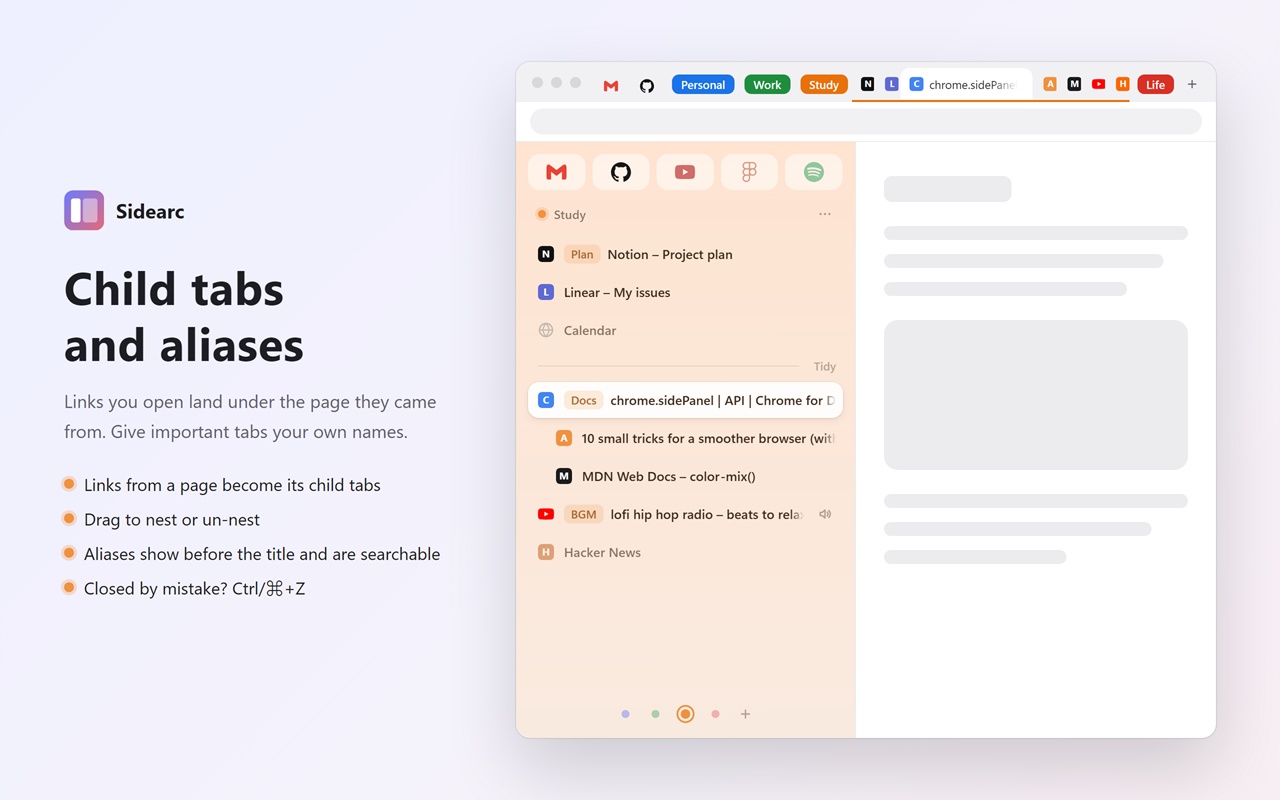 Sidearc
Child tabs
and aliases
Links you open land under the page they came
from. Give important tabs your own names.
Links from a page become its child tabs
Drag to nest or un-nest
Aliases show before the title and are searchable
Closed by mistake? Ctrl/⌘+Z
Personal Work Study N L C chrome.sidePane A M H Life +
Study ...
N Plan Notion – Project plan
L Linear – My issues
Calendar
Tidy
C Docs chrome.sidePanel | API | Chrome for D
A 10 small tricks for a smoother browser (with
M MDN Web Docs – color-mix()
BGM lofi hip hop radio – beats to relax
H Hacker News
+